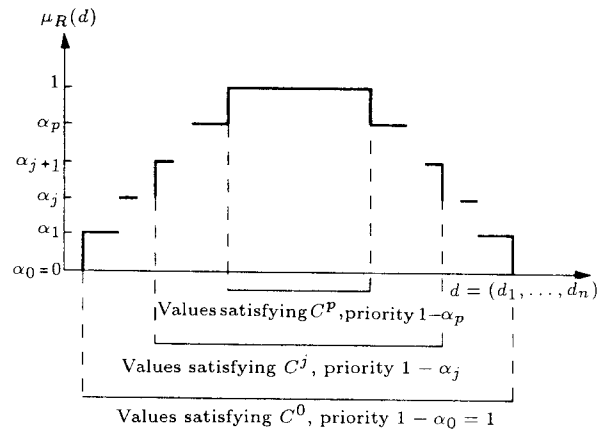 μ_R(d)
1
α_p
α_{j+1}
α_j
α_1
α_0 = 0
d = (d_1, . . . , d_n)
Values satisfying C^p, priority 1−α_p
Values satisfying C^j, priority 1 − α_j
Values satisfying C^0, priority 1 − α_0 = 1